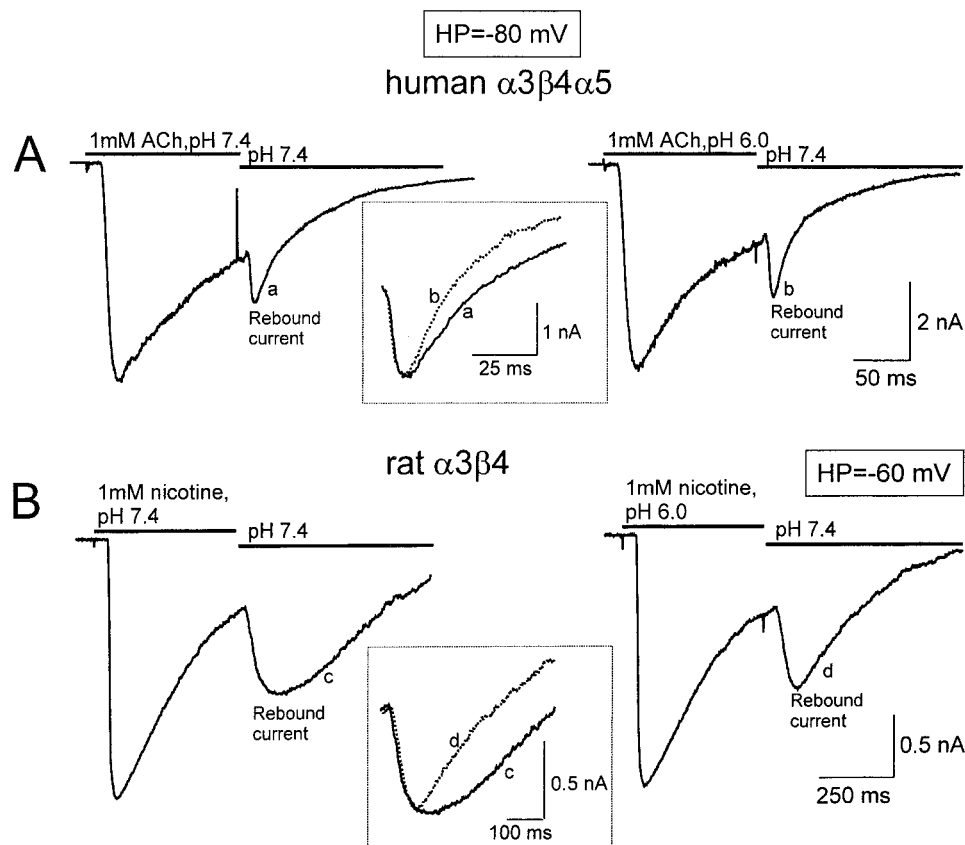 HP=-80 mV
human α3β4α5
A
1mM ACh,pH 7.4
pH 7.4
a
Rebound
current
b
a
1 nA
25 ms
1mM ACh,pH 6.0
pH 7.4
b
Rebound
current
2 nA
50 ms
rat α3β4
HP=-60 mV
B
1mM nicotine,
pH 7.4
pH 7.4
c
Rebound
current
d
c
0.5 nA
100 ms
1mM nicotine,
pH 6.0
pH 7.4
d
Rebound
current
0.5 nA
250 ms